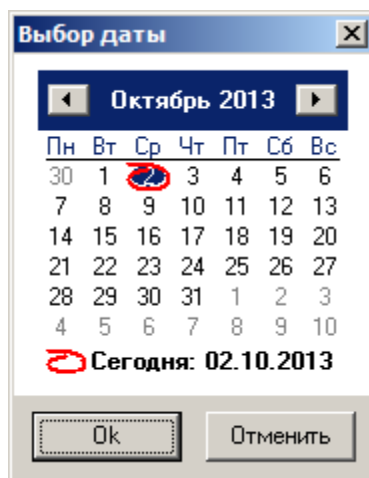 Выбор даты
Октябрь 2013
Пн Вт Ср Чт Пт Сб Вс
30 1 2 3 4 5 6
7 8 9 10 11 12 13
14 15 16 17 18 19 20
21 22 23 24 25 26 27
28 29 30 31 1 2 3
4 5 6 7 8 9 10
Сегодня: 02.10.2013
Ok Отменить